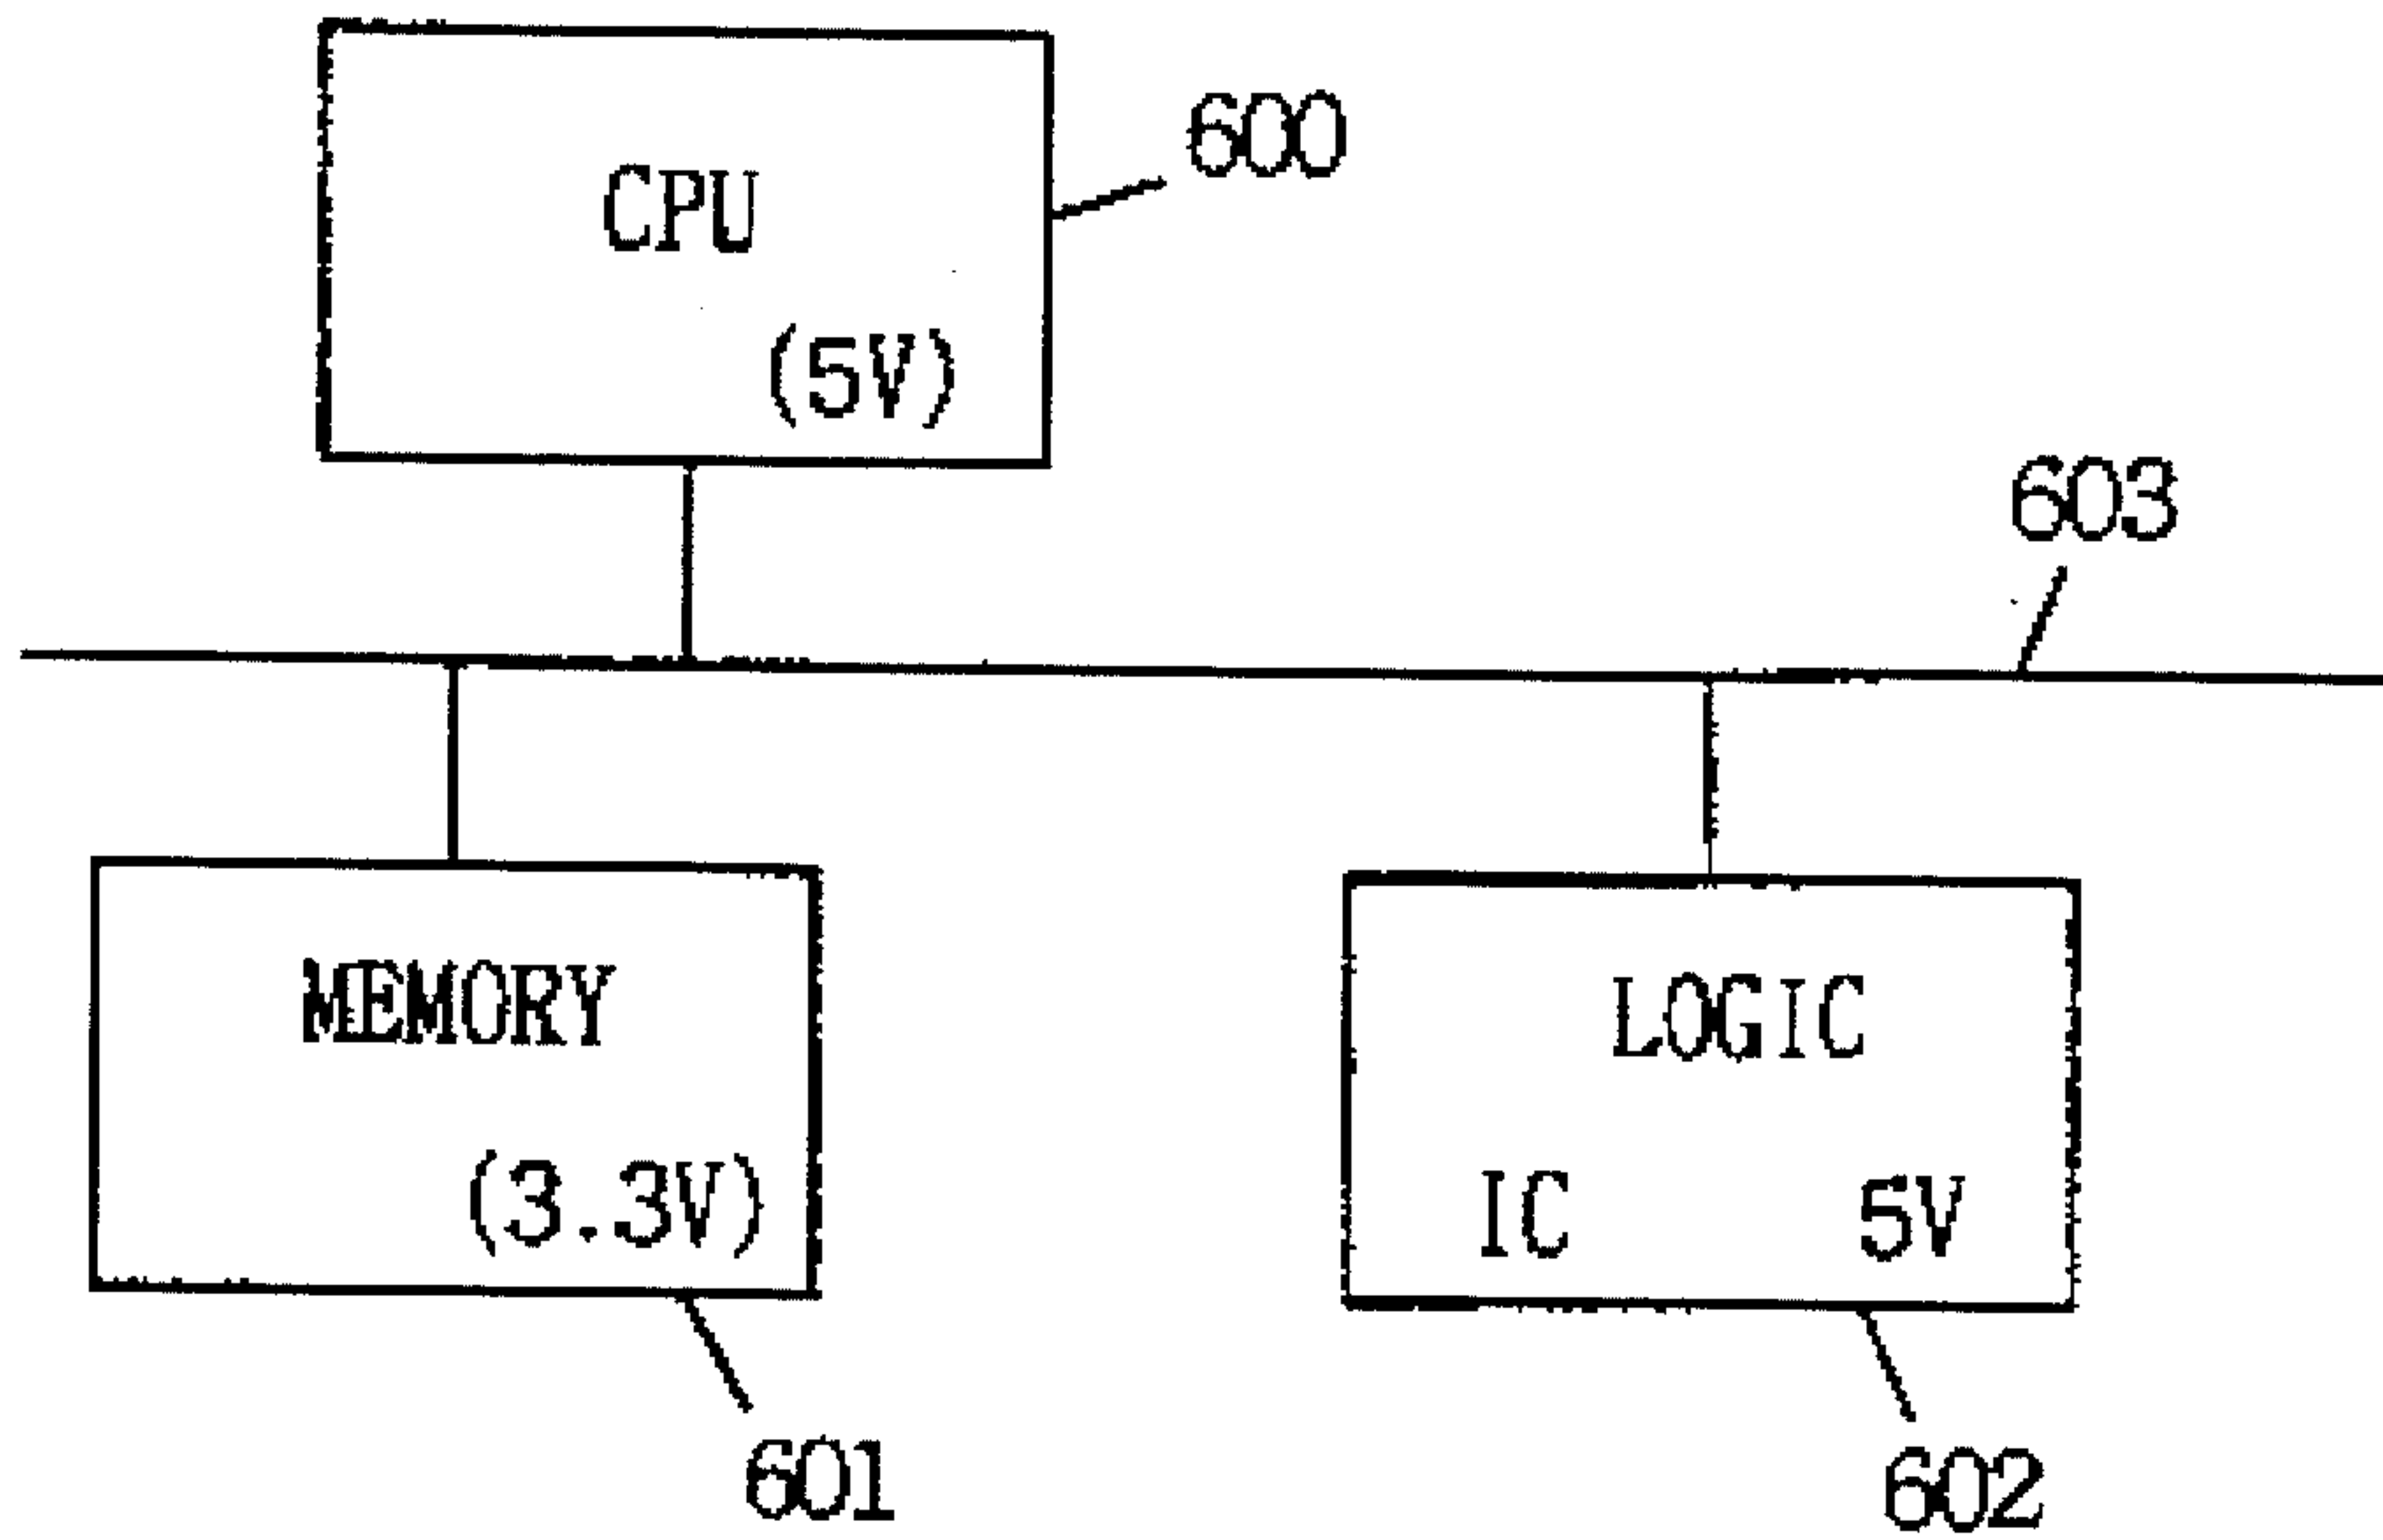 CPU
(5V)
600
603
MEMORY
(3.3V)
601
LOGIC
IC 5V
602